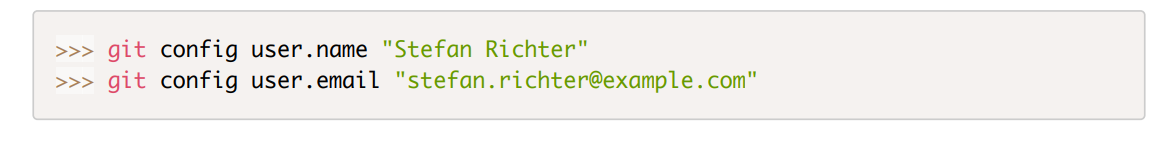 >>> git config user.name "Stefan Richter"
>>> git config user.email "stefan.richter@example.com"